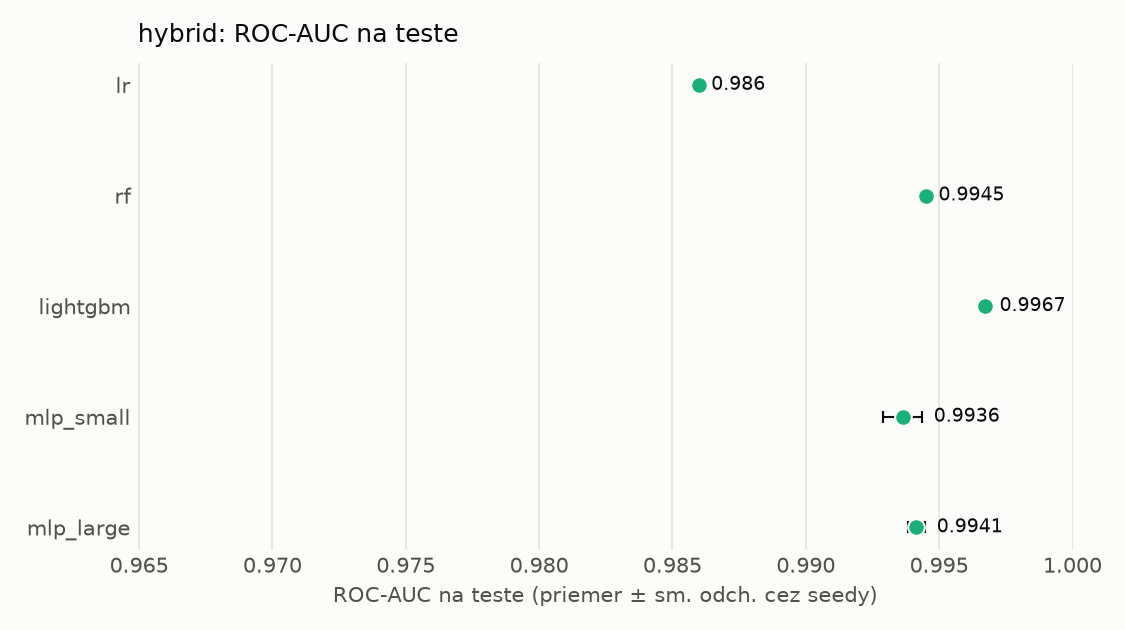 hybrid: ROC-AUC na teste
lr
0.986
rf
0.9945
lightgbm
0.9967
mlp_small
0.9936
mlp_large
0.9941
0.965 0.970 0.975 0.980 0.985 0.990 0.995 1.000
ROC-AUC na teste (priemer ± sm. odch. cez seedy)